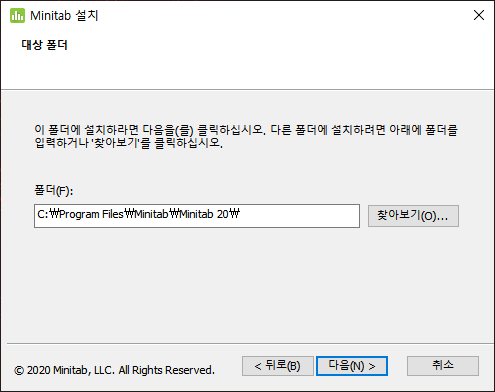 Minitab 설치
대상 폴더
이 폴더에 설치하라면 다음을(를) 클릭하십시오. 다른 폴더에 설치하려면 아래에 폴더를
입력하거나 '찾아보기'를 클릭하십시오.
폴더(F):
C:₩Program Files₩Minitab₩Minitab 20₩
찾아보기(O)...
© 2020 Minitab, LLC. All Rights Reserved.
< 뒤로(B)
다음(N) >
취소